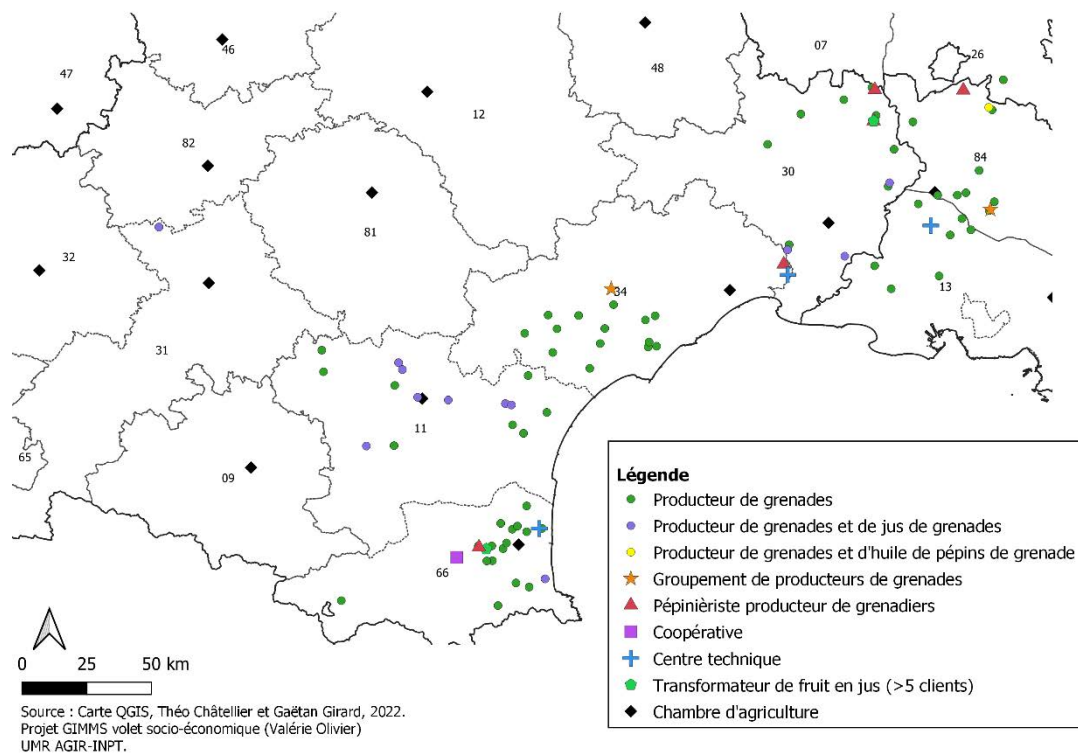 46
47
48
07
26
12
82
84
30
81
32
34
13
31
11
65
09
66
Légende
Producteur de grenades
Producteur de grenades et de jus de grenades
Producteur de grenades et d'huile de pépins de grenade
Groupement de producteurs de grenades
Pépinièriste producteur de grenadiers
Coopérative
Centre technique
Transformateur de fruit en jus (>5 clients)
Chambre d'agriculture
0 25 50 km
Source : Carte QGIS, Théo Châtellier et Gaëtan Girard, 2022.
Projet GIMMS volet socio-économique (Valérie Olivier)
UMR AGIR-INPT.